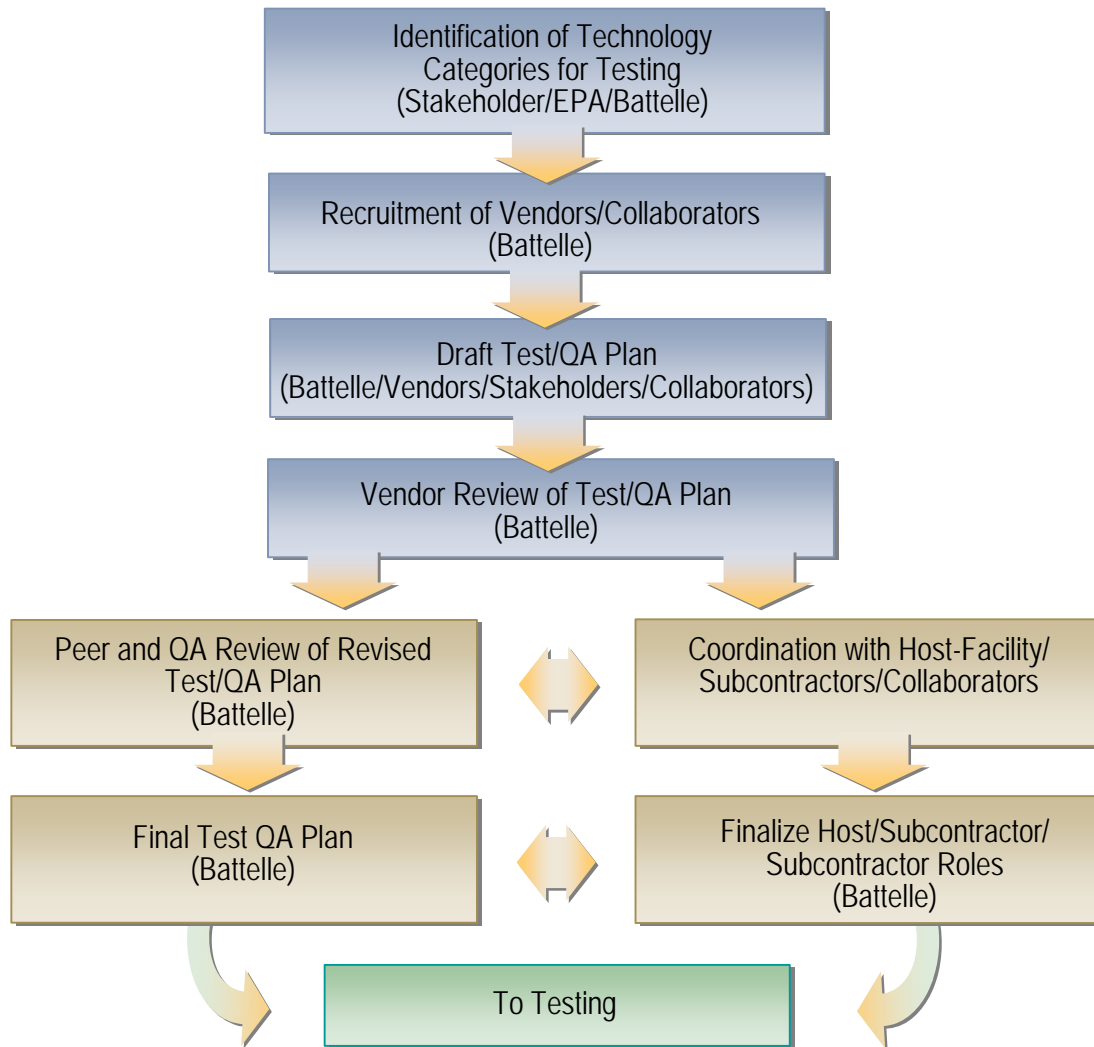 Identification of Technology
Categories for Testing
(Stakeholder/EPA/Battelle)
Recruitment of Vendors/Collaborators
(Battelle)
Draft Test/QA Plan
(Battelle/Vendors/Stakeholders/Collaborators)
Vendor Review of Test/QA Plan
(Battelle)
Peer and QA Review of Revised
Test/QA Plan
(Battelle)
Coordination with Host-Facility/
Subcontractors/Collaborators
Final Test QA Plan
(Battelle)
Finalize Host/Subcontractor/
Subcontractor Roles
(Battelle)
To Testing